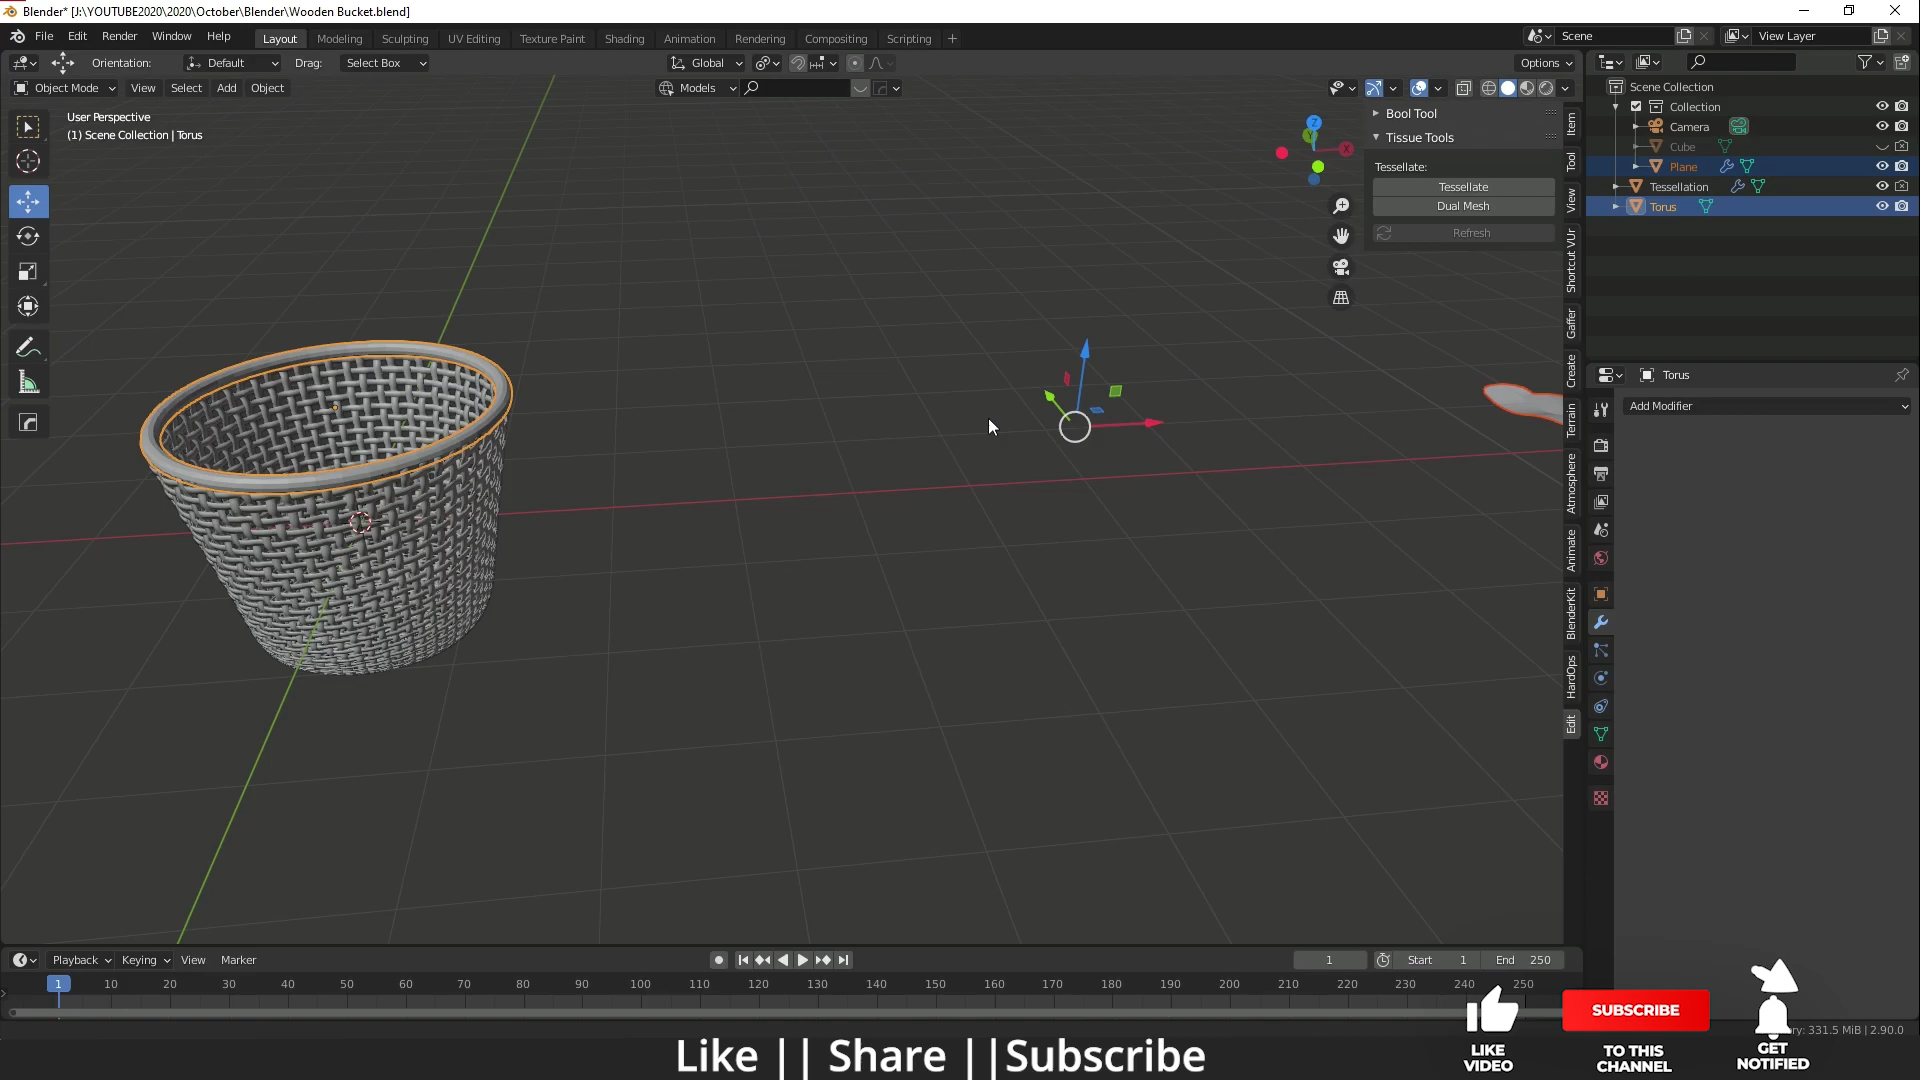 Blender* [J:\YOUTUBE2020\2020\October\Blender\Wooden Bucket.blend]
File Edit Render Window Help Layout Modeling Sculpting UV Editing Texture Paint Shading Animation Rendering Compositing Scripting + Scene View Layer
Orientation: Default Drag: Select Box Global Options
Object Mode View Select Add Object Models
User Perspective
(1) Scene Collection | Torus
Bool Tool
Tissue Tools
Tessellate:
Tessellate
Dual Mesh
Refresh
Item
Tool
View
Shortcut VUr
Gaffer
Create
Terrain
Atmosphere
Animate
BlenderKit
HardOps
Edit
X
Y
Z
Scene Collection
Collection
Camera
Cube
Plane
Tessellation
Torus
Torus
Add Modifier
Playback Keying View Marker 1 Start 1 End 250
1 10 20 30 40 50 60 70 80 90 100 110 120 130 140 150 160 170 180 190 200 210 220 230 240 250
ry: 331.5 MiB | 2.90.0
Like || Share ||Subscribe
LIKE
VIDEO
SUBSCRIBE
TO THIS
CHANNEL
GET
NOTIFIED